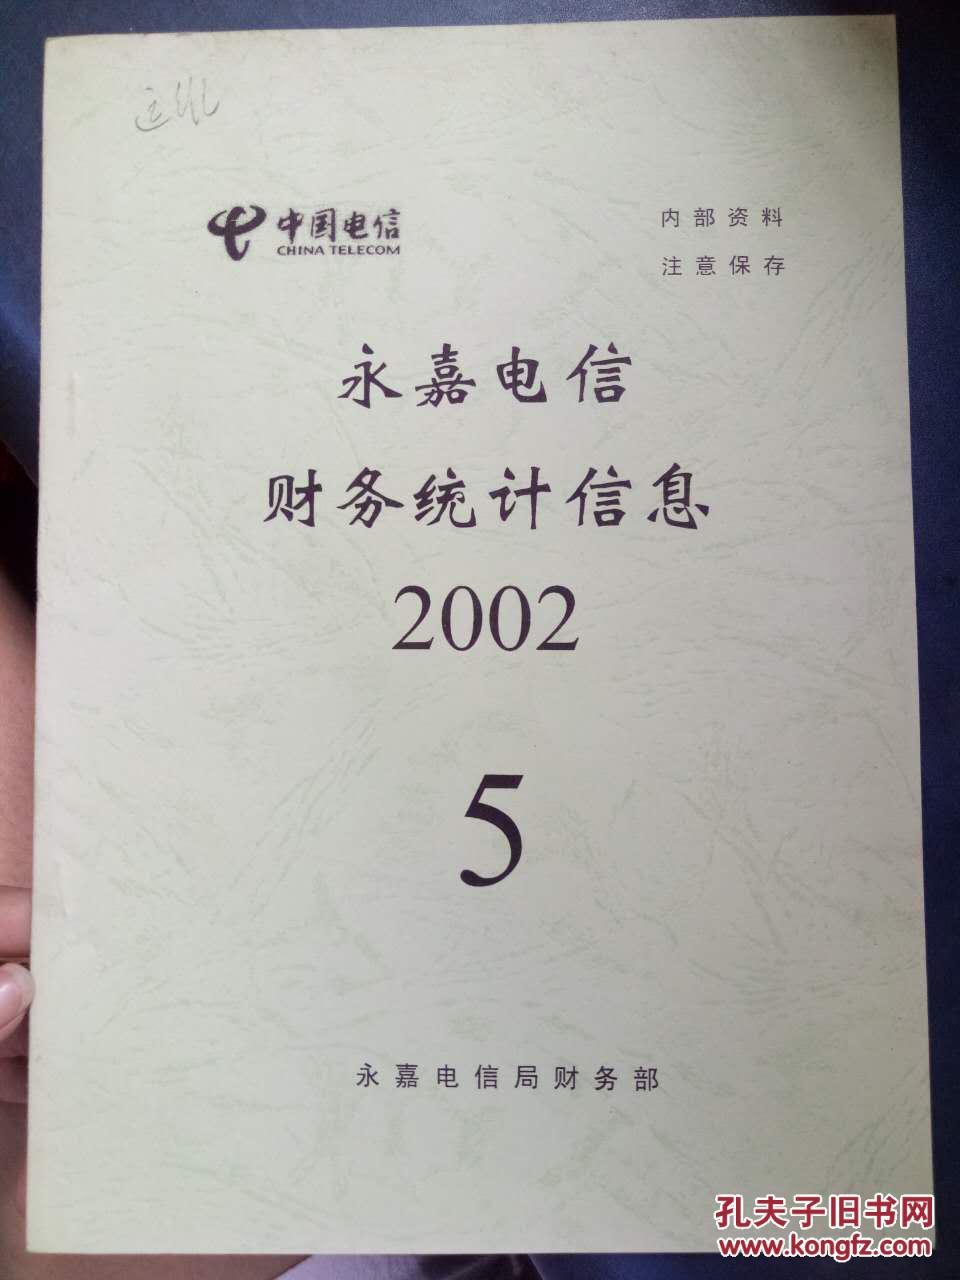 中国电信
CHINA TELECOM
内部资料
注意保存
永嘉电信
财务统计信息
2002
5
永嘉电信局财务部
孔夫子旧书网
www.kongfz.com